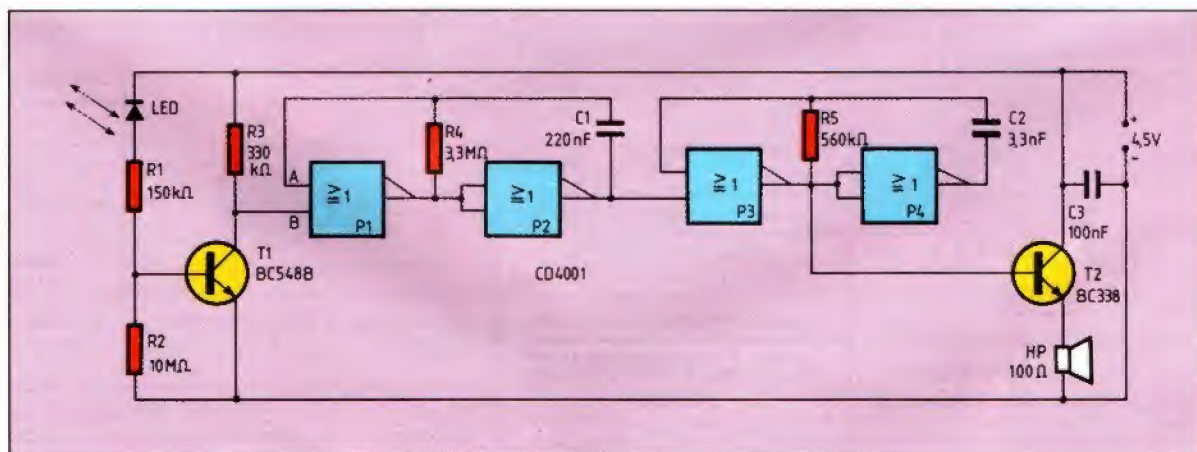 LED
R1
150kΩ
R2
10MΩ
R3
330
kΩ
T1
BC548B
A
B
≥1
P1
R4
3,3MΩ
≥1
P2
C1
220nF
CD4001
≥1
P3
R5
560kΩ
≥1
P4
C2
3,3nF
+
4,5V
-
C3
100nF
T2
BC338
HP
100Ω